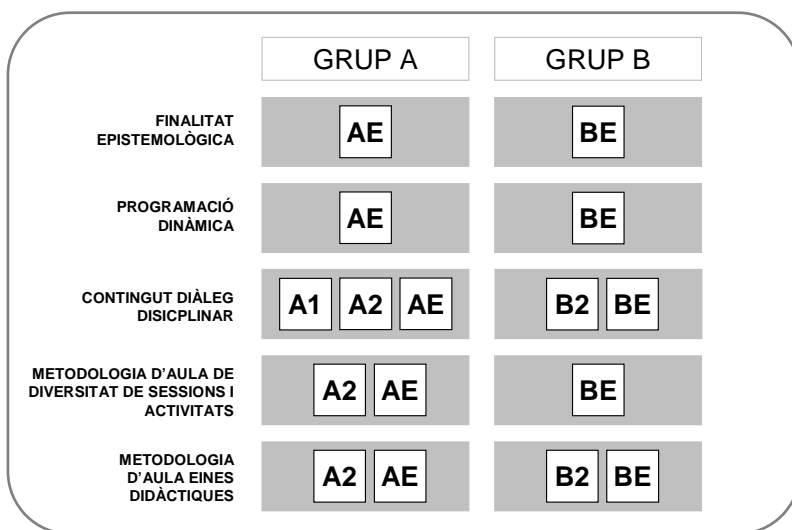 GRUP A
GRUP B
FINALITAT
EPISTEMOLÒGICA
AE
BE
PROGRAMACIÓ
DINÀMICA
AE
BE
CONTINGUT DIÀLEG
DISICPLINAR
A1 A2 AE
B2 BE
METODOLOGIA D'AULA DE
DIVERSITAT DE SESSIONS I
ACTIVITATS
A2 AE
BE
METODOLOGIA
D'AULA EINES
DIDÀCTIQUES
A2 AE
B2 BE